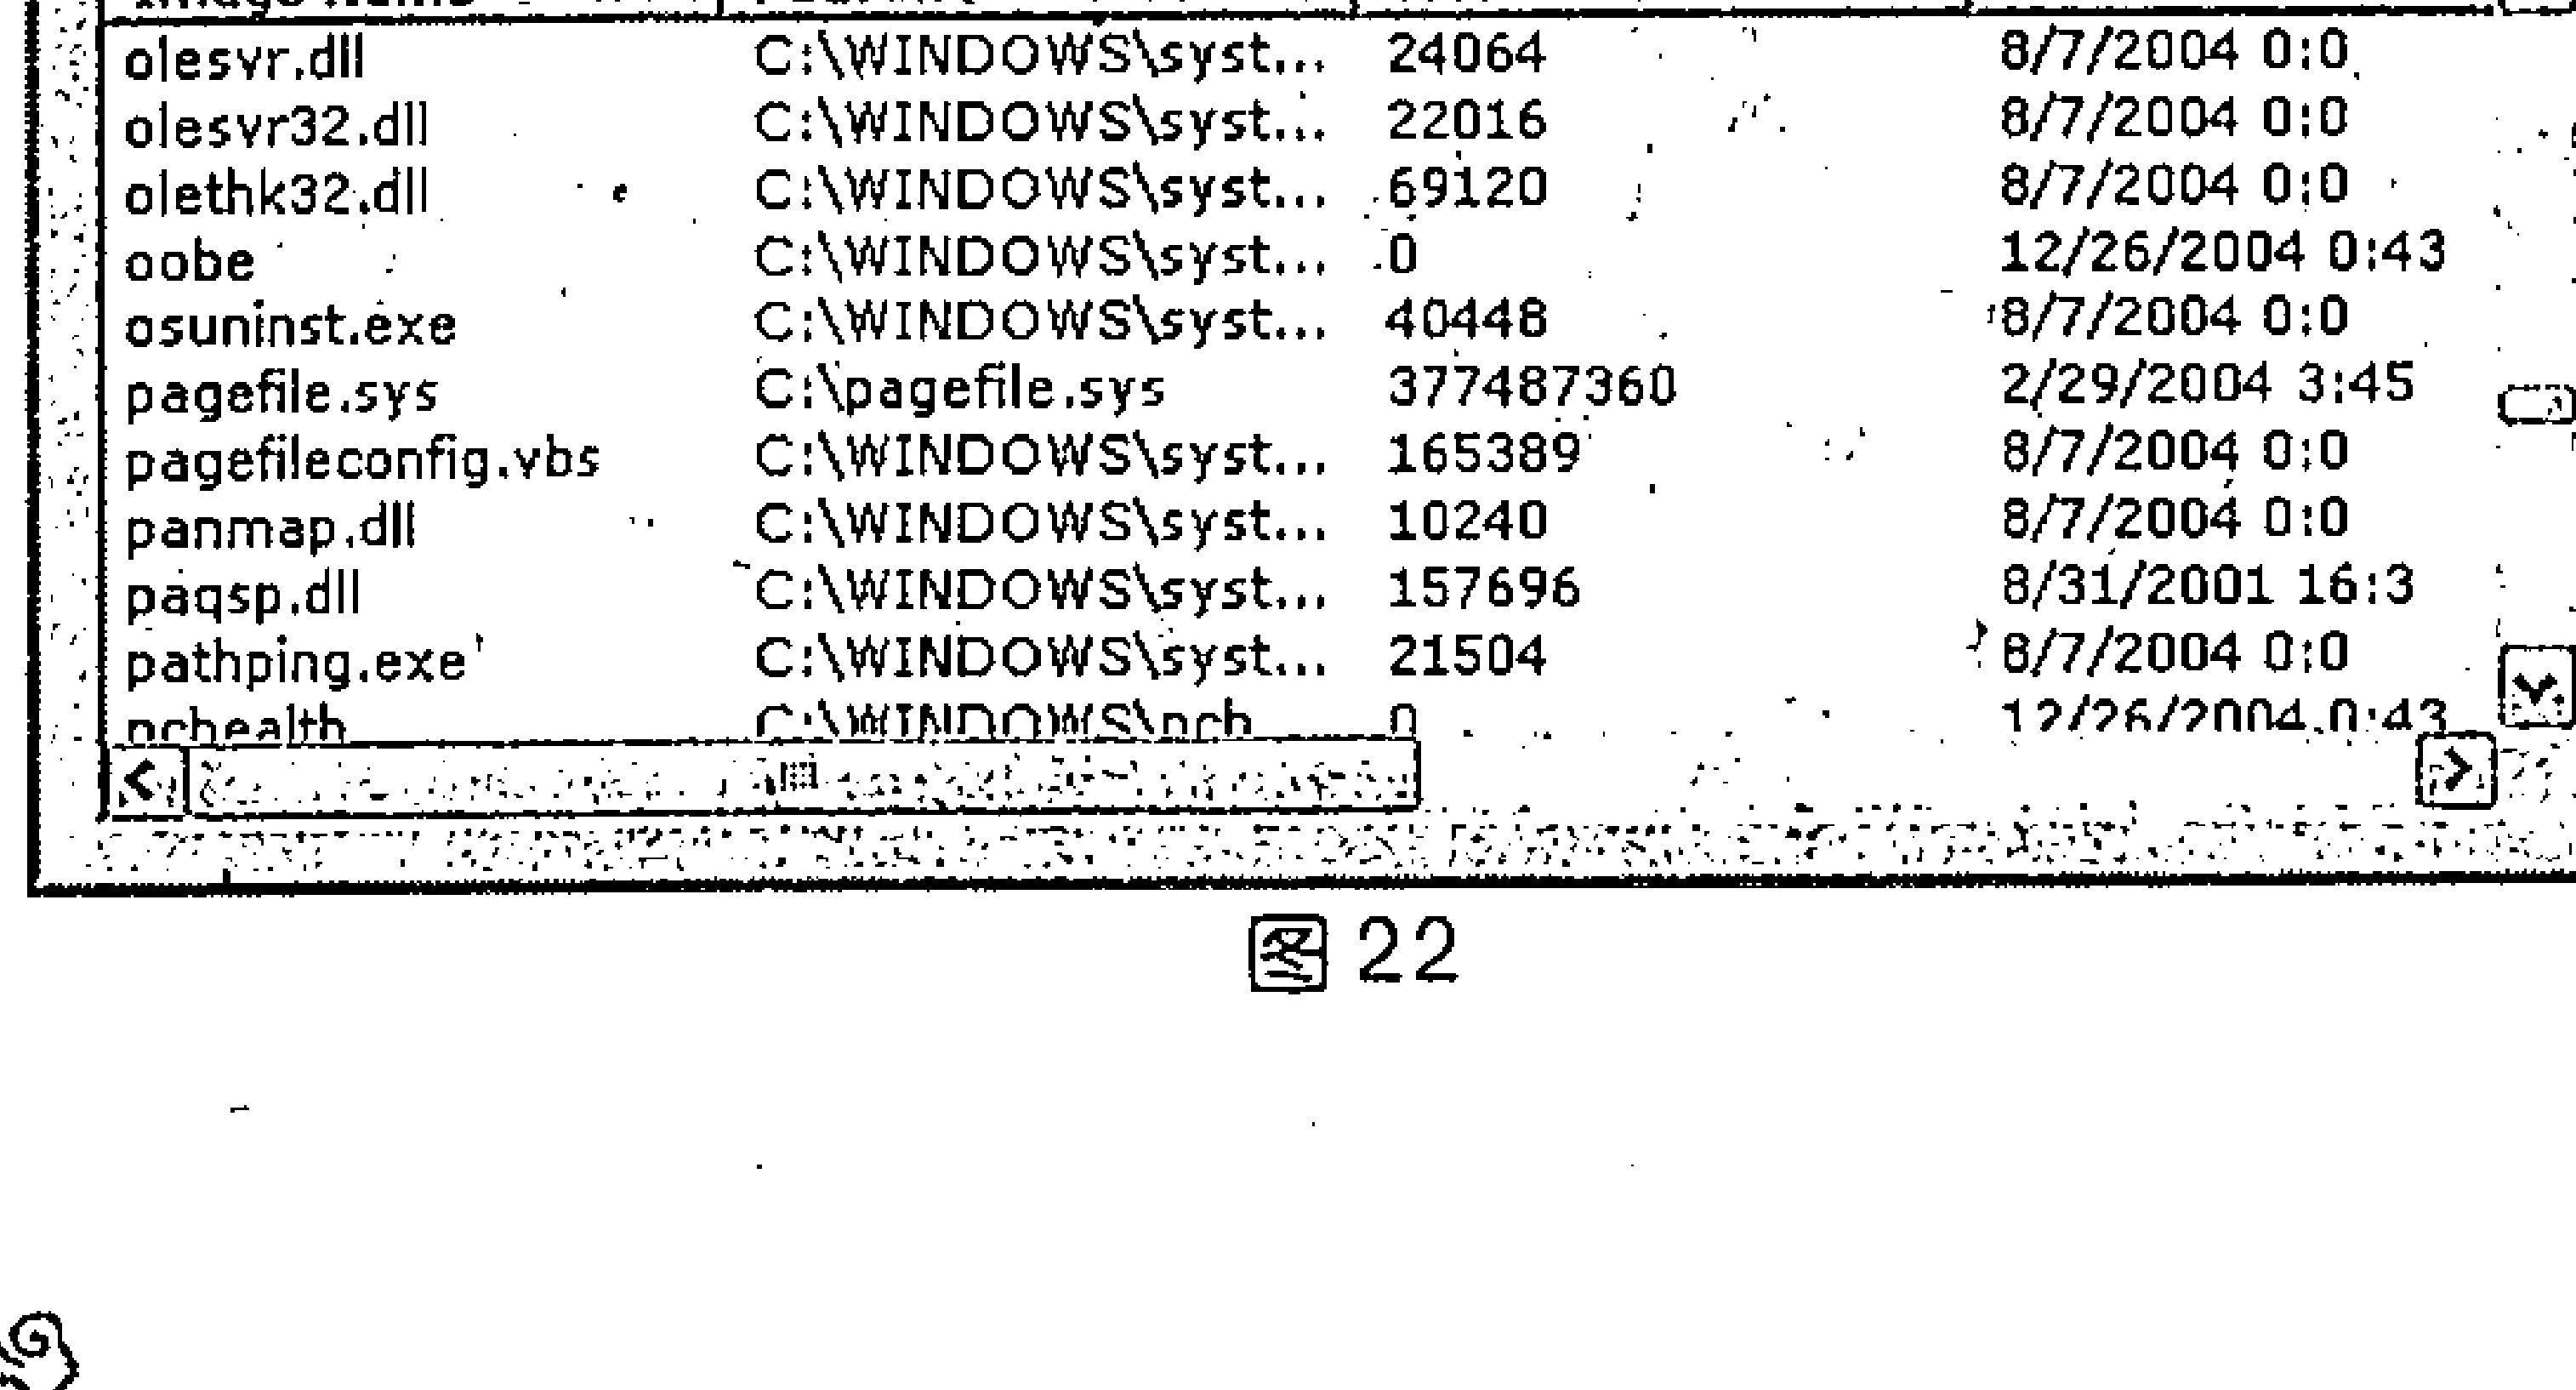 olesvr.dll C:\WINDOWS\syst... 24064 8/7/2004 0:0
olesvr32.dll C:\WINDOWS\syst... 22016 8/7/2004 0:0
olethk32.dll C:\WINDOWS\syst... 69120 8/7/2004 0:0
oobe C:\WINDOWS\syst... 0 12/26/2004 0:43
osuninst.exe C:\WINDOWS\syst... 40448 8/7/2004 0:0
pagefile.sys C:\pagefile.sys 377487360 2/29/2004 3:45
pagefileconfig.vbs C:\WINDOWS\syst... 165389 8/7/2004 0:0
panmap.dll C:\WINDOWS\syst... 10240 8/7/2004 0:0
paqsp.dll C:\WINDOWS\syst... 157696 8/31/2001 16:3
pathping.exe C:\WINDOWS\syst... 21504 8/7/2004 0:0
pchealth C:\WINDOWS\pch 0 12/26/2004 0:43
图 22